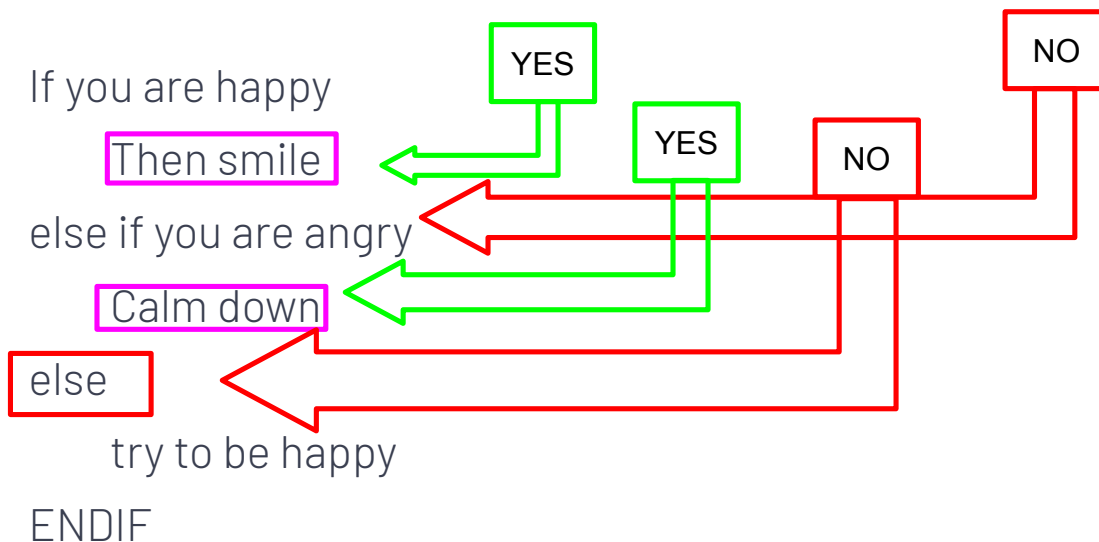 If you are happy
YES
NO
Then smile
YES
NO
else if you are angry
Calm down
else
try to be happy
ENDIF